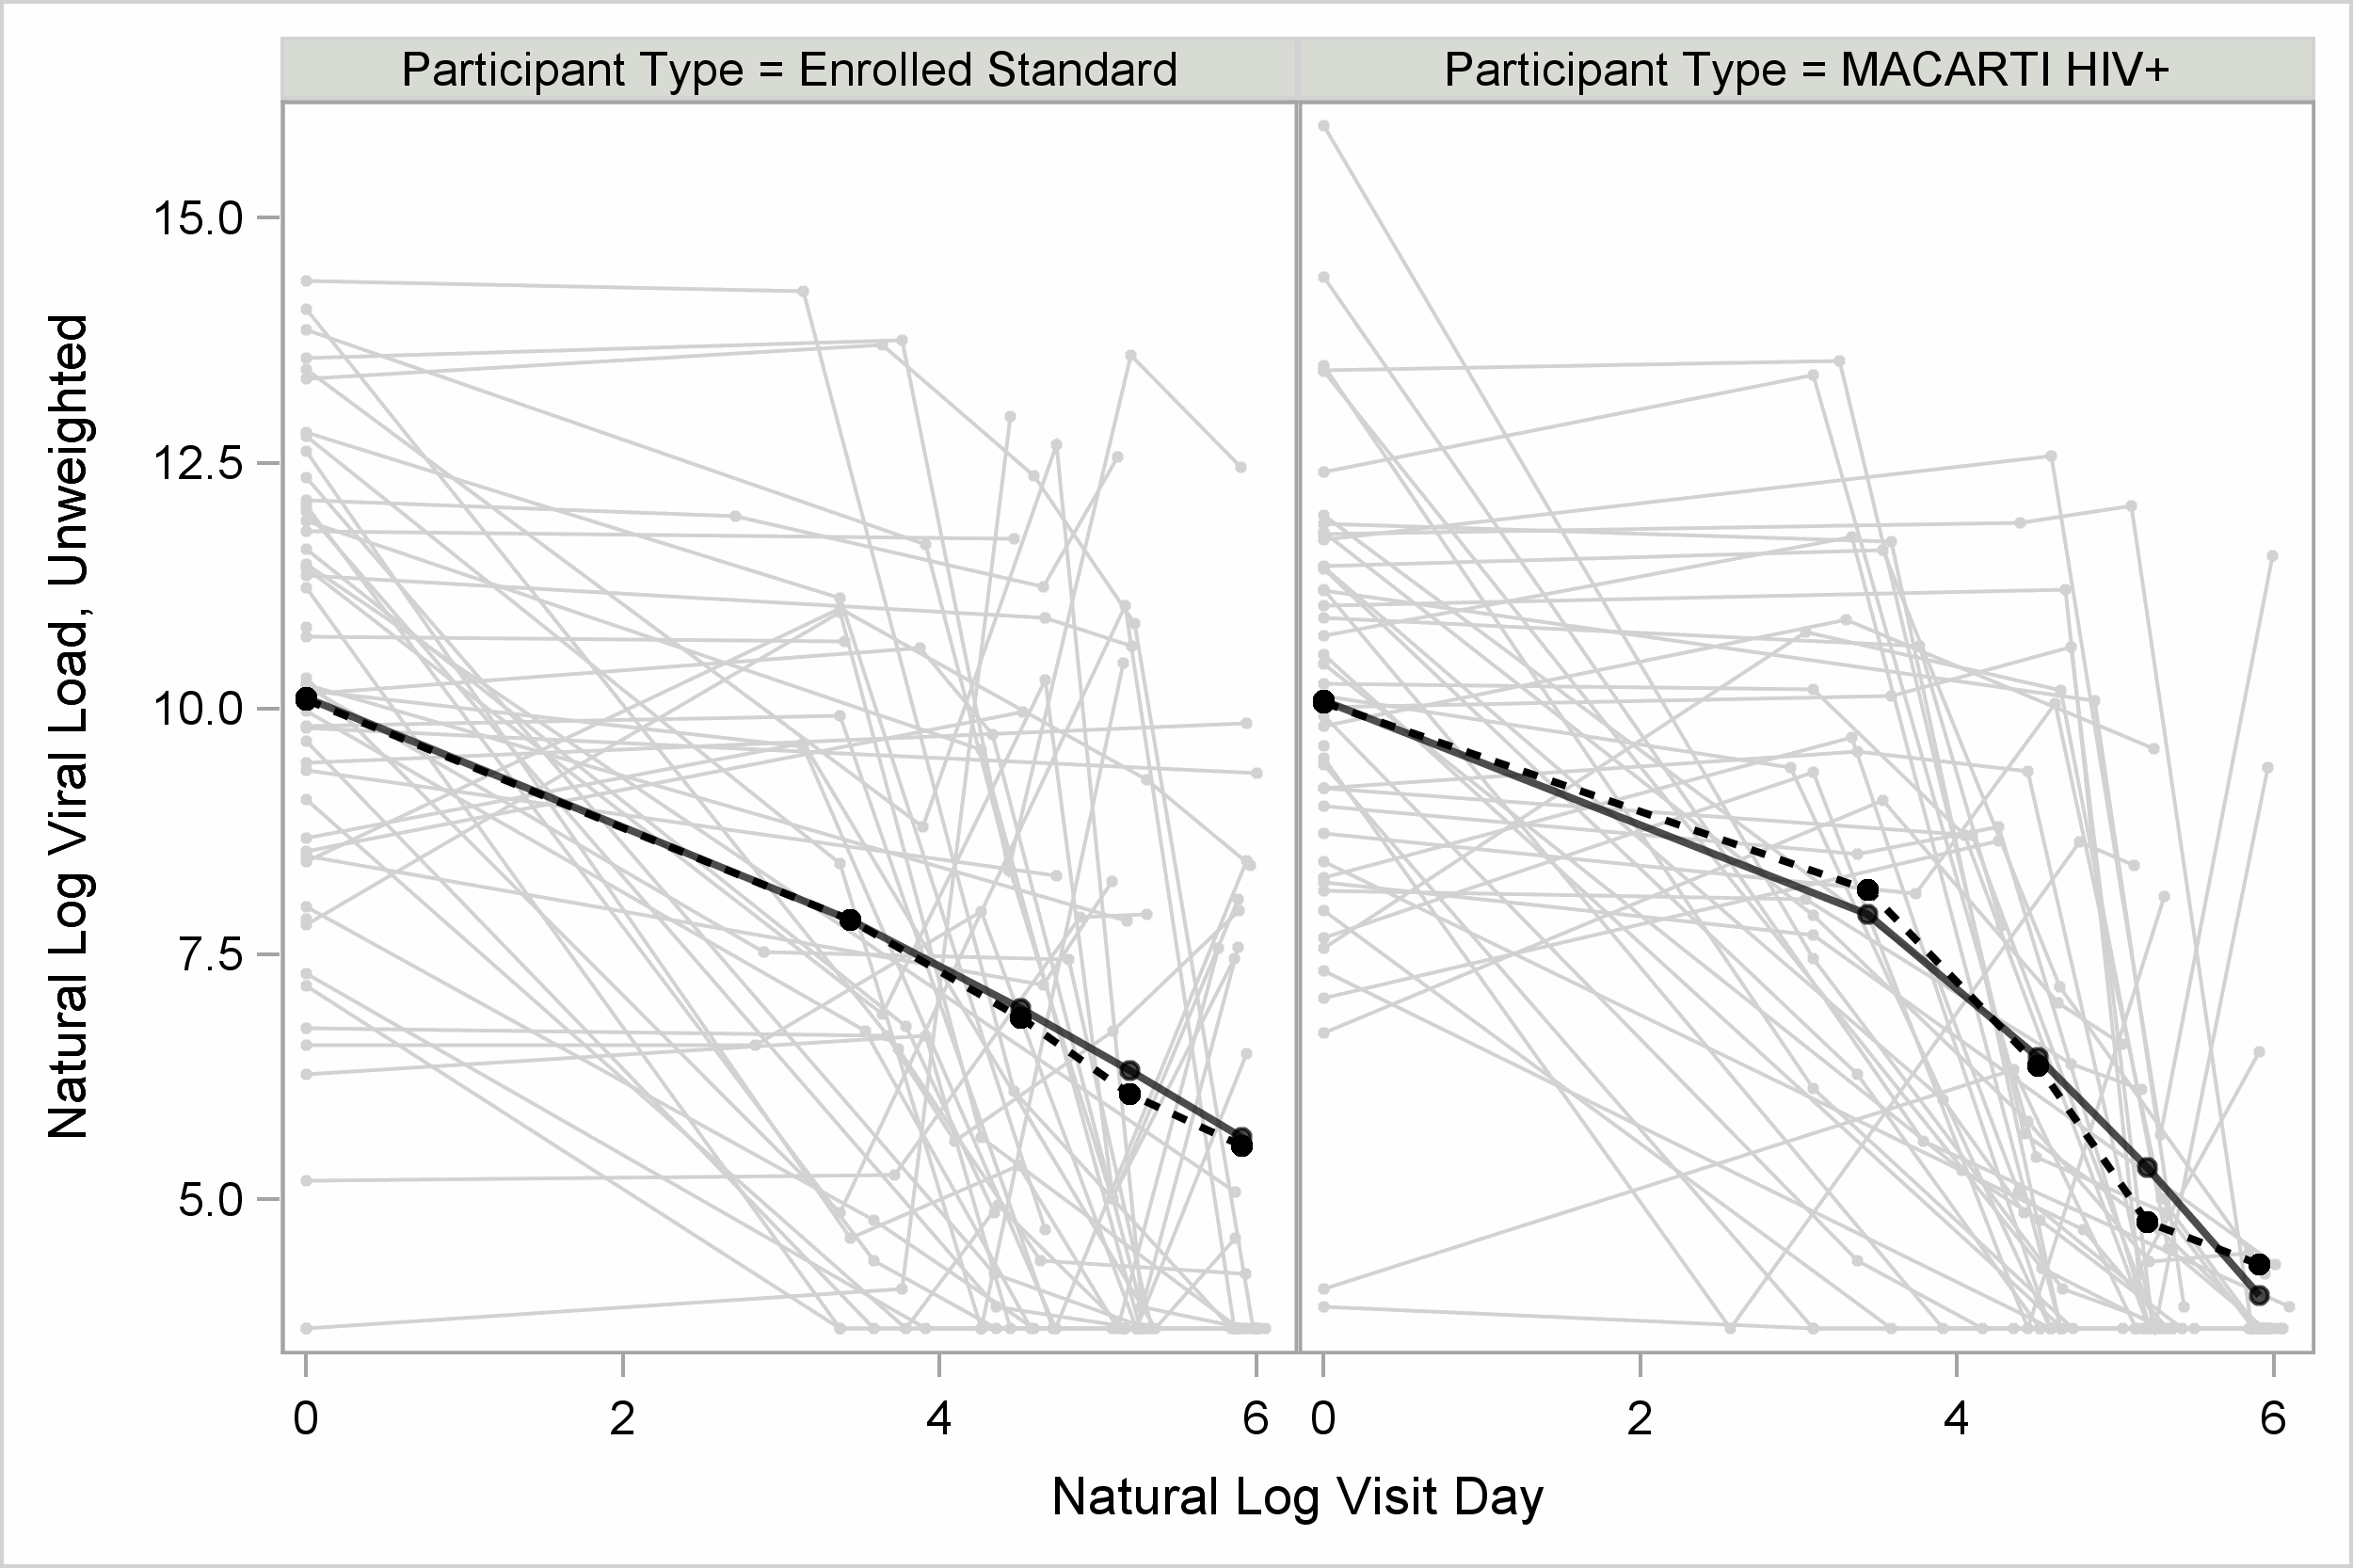 Participant Type = Enrolled Standard
Participant Type = MACARTI HIV+
Natural Log Viral Load, Unweighted
15.0
12.5
10.0
7.5
5.0
0 2 4 6
0 2 4 6
Natural Log Visit Day